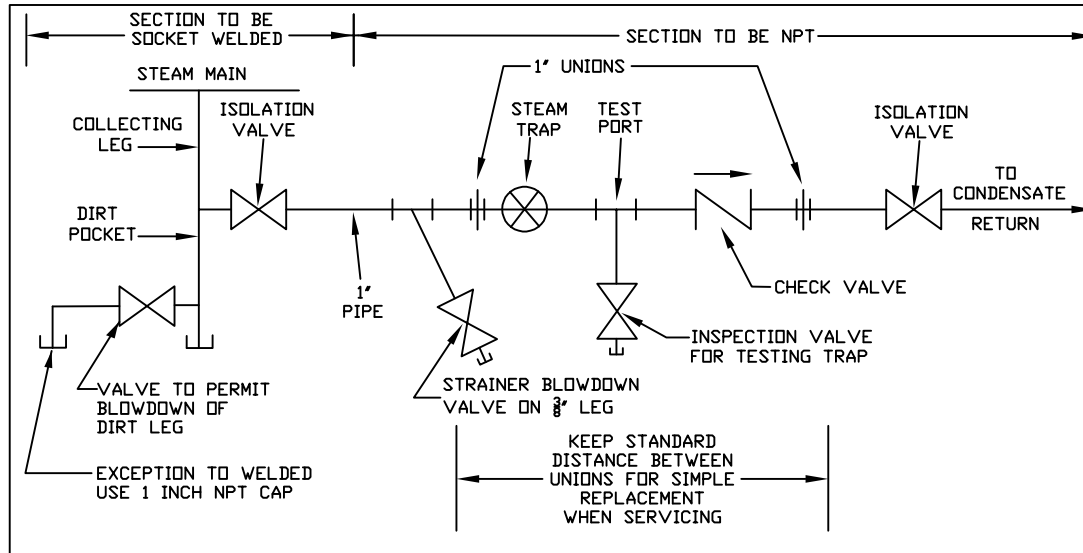 SECTION TO BE
SOCKET WELDED
SECTION TO BE NPT
STEAM MAIN
1" UNIONS
COLLECTING
LEG
ISOLATION
VALVE
STEAM
TRAP
TEST
PORT
ISOLATION
VALVE
TO
CONDENSATE
RETURN
DIRT
POCKET
1"
PIPE
CHECK VALVE
INSPECTION VALVE
FOR TESTING TRAP
VALVE TO PERMIT
BLOWDOWN OF
DIRT LEG
STRAINER BLOWDOWN
VALVE ON 3/8" LEG
EXCEPTION TO WELDED
USE 1 INCH NPT CAP
KEEP STANDARD
DISTANCE BETWEEN
UNIONS FOR SIMPLE
REPLACEMENT
WHEN SERVICING